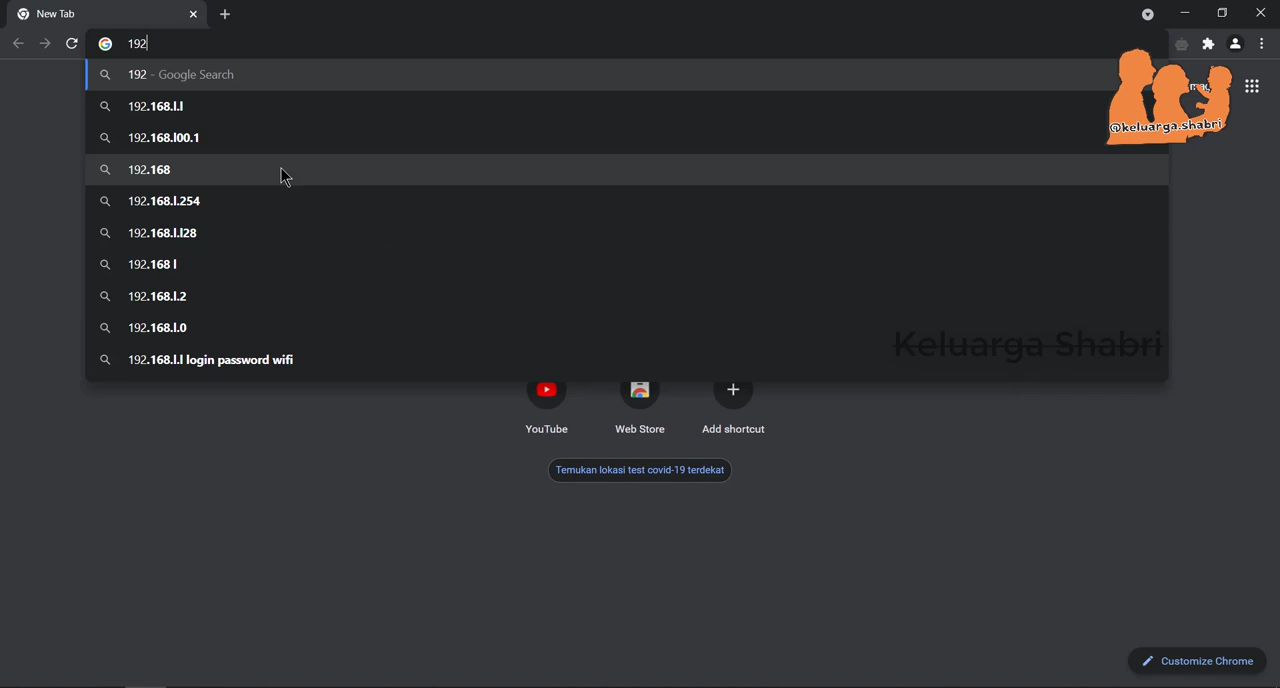 New Tab
192
192 - Google Search
192.168.l.l
192.168.l00.1
192.168
192.168.l.254
192.168.l.l28
192.168 l
192.168.l.2
192.168.l.0
192.168.l.l login password wifi
@keluarga.shabri
Keluarga Shabri
YouTube
Web Store
Add shortcut
Temukan lokasi test covid-19 terdekat
Customize Chrome